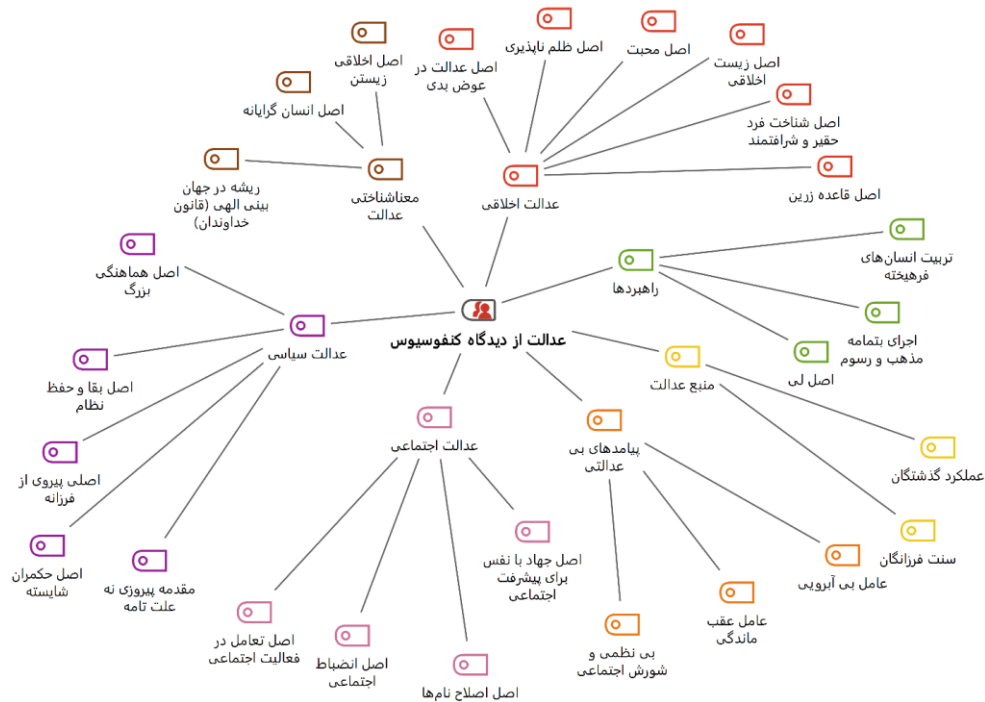 عدالت از دیدگاه کنفوسیوس
معناشناختی
عدالت
اصل اخلاقی
زیستن
اصل انسان گرایانه
ریشه در جهان
بینی الهی (قانون
خداوندان)
عدالت اخلاقی
اصل عدالت در
عوض بدی
اصل ظلم ناپذیری
اصل محبت
اصل زیست
اخلاقی
اصل شناخت فرد
حقیر و شرافتمند
اصل قاعده زرین
راهبردها
تربیت انسان‌های
فرهیخته
اجرای بتمامه
مذهب و رسوم
اصل لی
منبع عدالت
عملکرد گذشتگان
سنت فرزانگان
پیامدهای بی
عدالتی
عامل بی آبرویی
عامل عقب
ماندگی
بی نظمی و
شورش اجتماعی
عدالت اجتماعی
اصل جهاد با نفس
برای پیشرفت
اجتماعی
اصل اصلاح نام‌ها
اصل انضباط
اجتماعی
اصل تعامل در
فعالیت اجتماعی
عدالت سیاسی
اصل هماهنگی
بزرگ
اصل بقا و حفظ
نظام
اصلی پیروی از
فرزانه
اصل حکمران
شایسته
مقدمه پیروزی نه
علت تامه